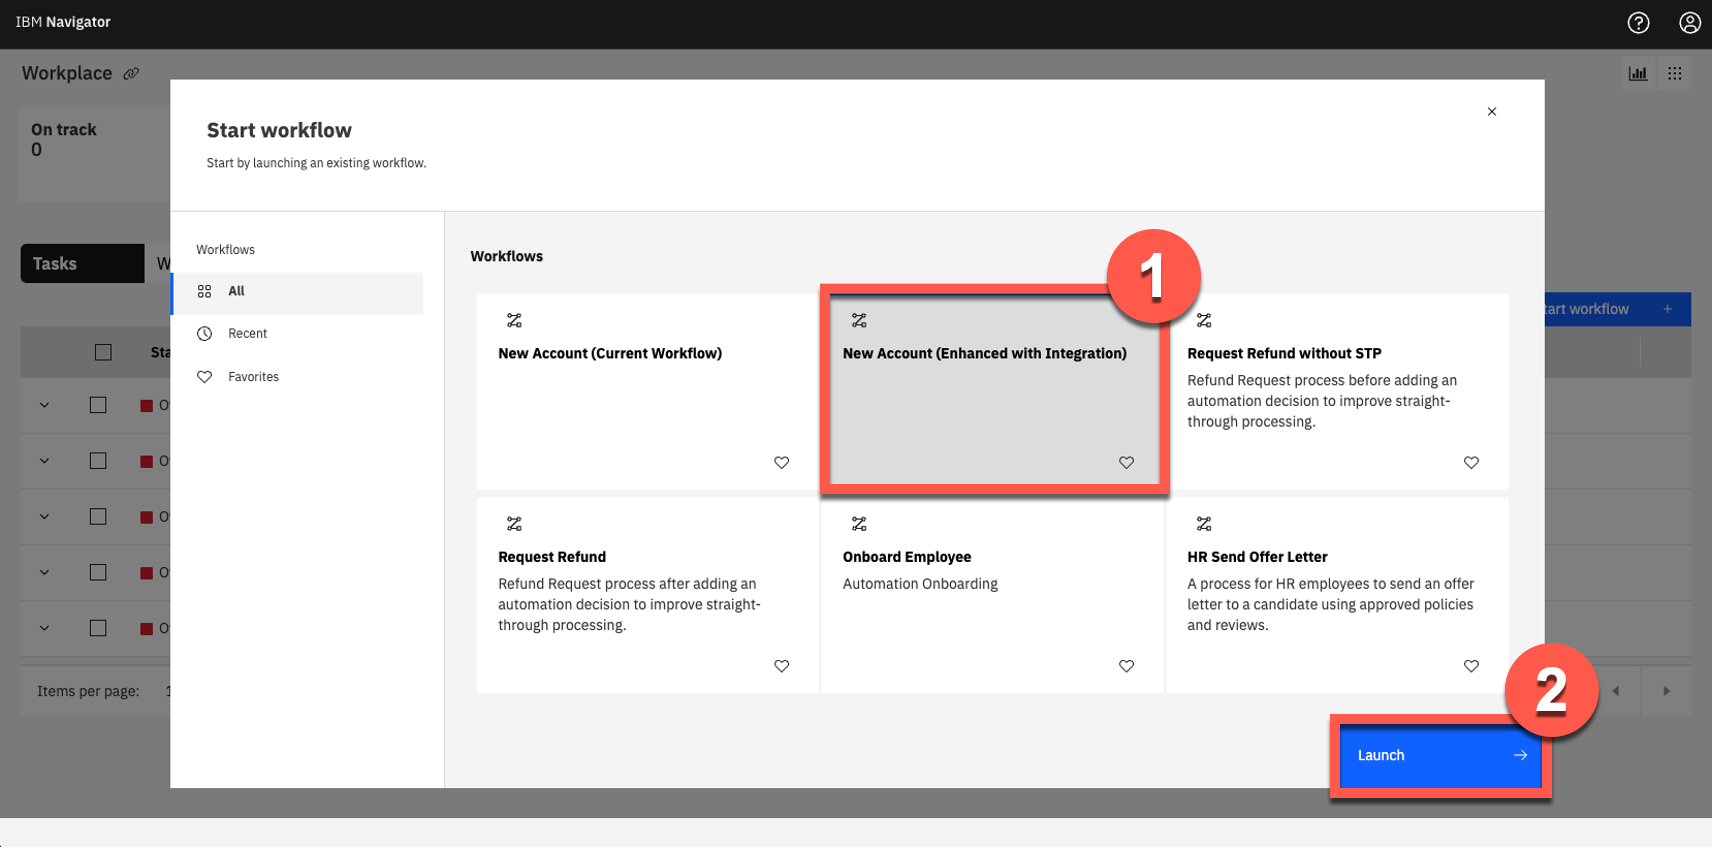 IBM Navigator
Workplace
On track
0
Start workflow
Start by launching an existing workflow.
Tasks
Workflows
All
Recent
Favorites
Workflows
1
New Account (Current Workflow)
New Account (Enhanced with Integration)
Request Refund without STP
Refund Request process before adding an
automation decision to improve straight-
through processing.
tart workflow +
Request Refund
Refund Request process after adding an
automation decision to improve straight-
through processing.
Onboard Employee
Automation Onboarding
HR Send Offer Letter
A process for HR employees to send an offer
letter to a candidate using approved policies
and reviews.
Items per page:
2
Launch